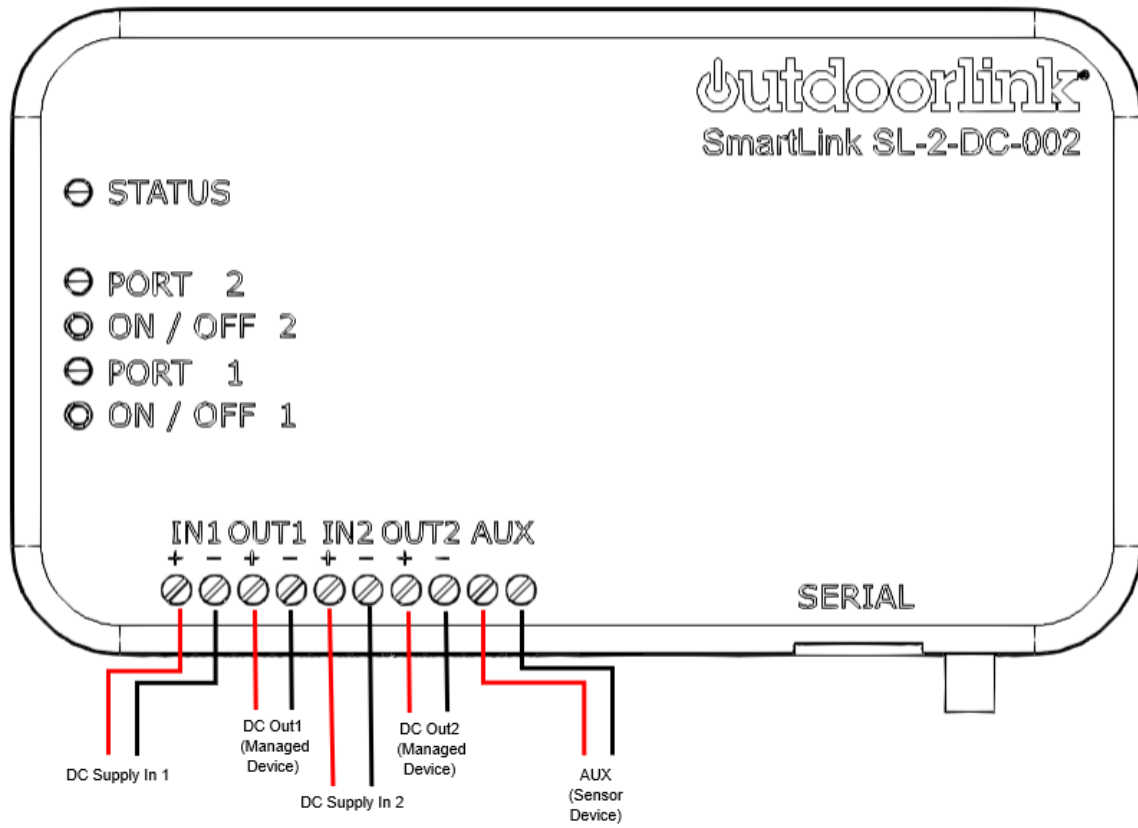 outdoorlink®
SmartLink SL-2-DC-002
STATUS
PORT 2
ON / OFF 2
PORT 1
ON / OFF 1
IN1 OUT1 IN2 OUT2 AUX
+ - + - + - + -
SERIAL
DC Supply In 1
DC Out1
(Managed
Device)
DC Supply In 2
DC Out2
(Managed
Device)
AUX
(Sensor
Device)